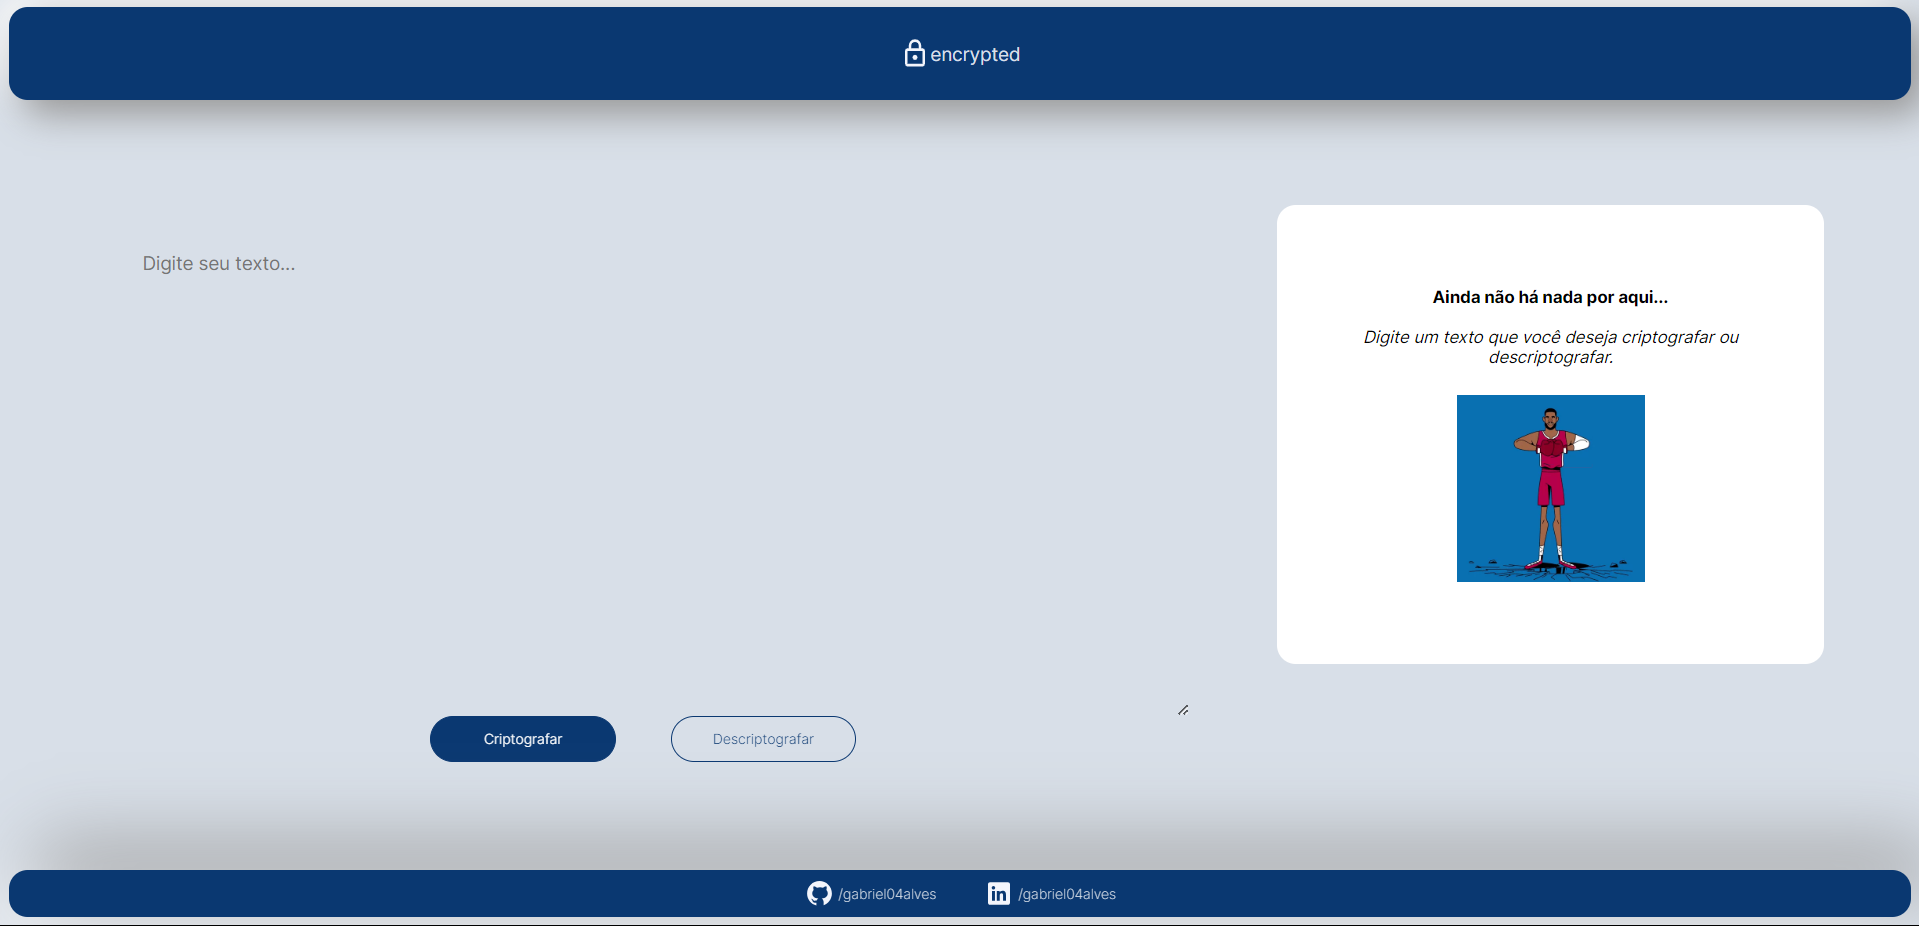 encrypted
Digite seu texto...
Ainda não há nada por aqui...
Digite um texto que você deseja criptografar ou
descriptografar.
Criptografar
Descriptografar
/gabriel04alves
/gabriel04alves